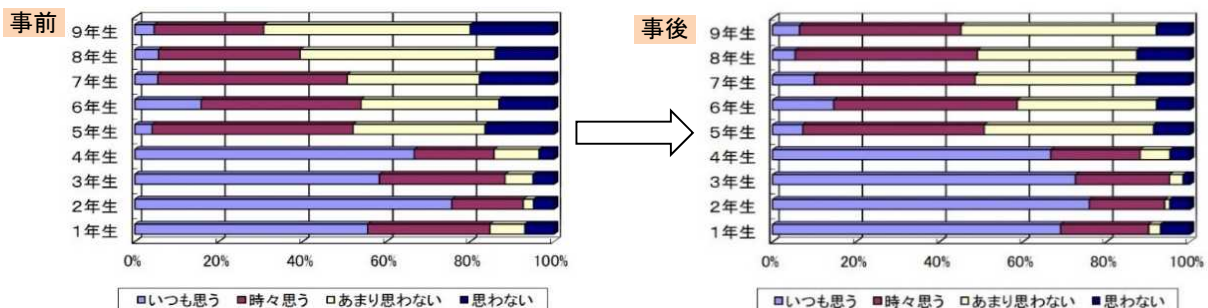 事前
9年生
8年生
7年生
6年生
5年生
4年生
3年生
2年生
1年生
0% 20% 40% 60% 80% 100%
■いつも思う ■時々思う □あまり思わない ■思わない
事後
9年生
8年生
7年生
6年生
5年生
4年生
3年生
2年生
1年生
0% 20% 40% 60% 80% 100%
■いつも思う ■時々思う □あまり思わない ■思わない